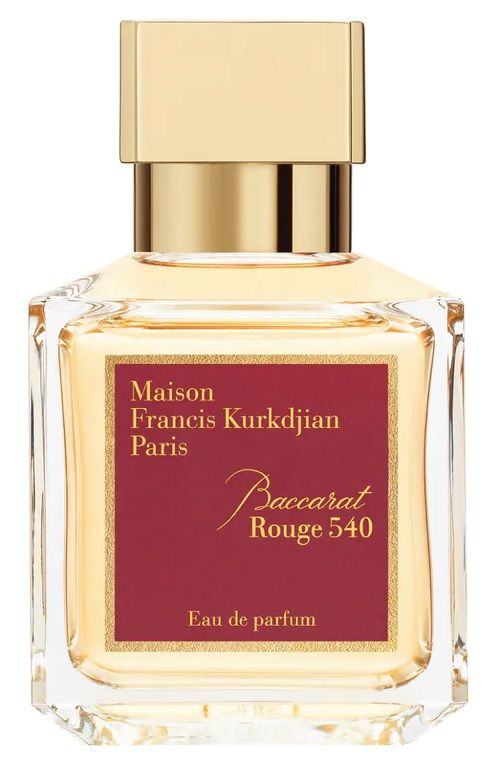 Maison
Francis Kurkdjian
Paris
Baccarat
Rouge 540
Eau de parfum